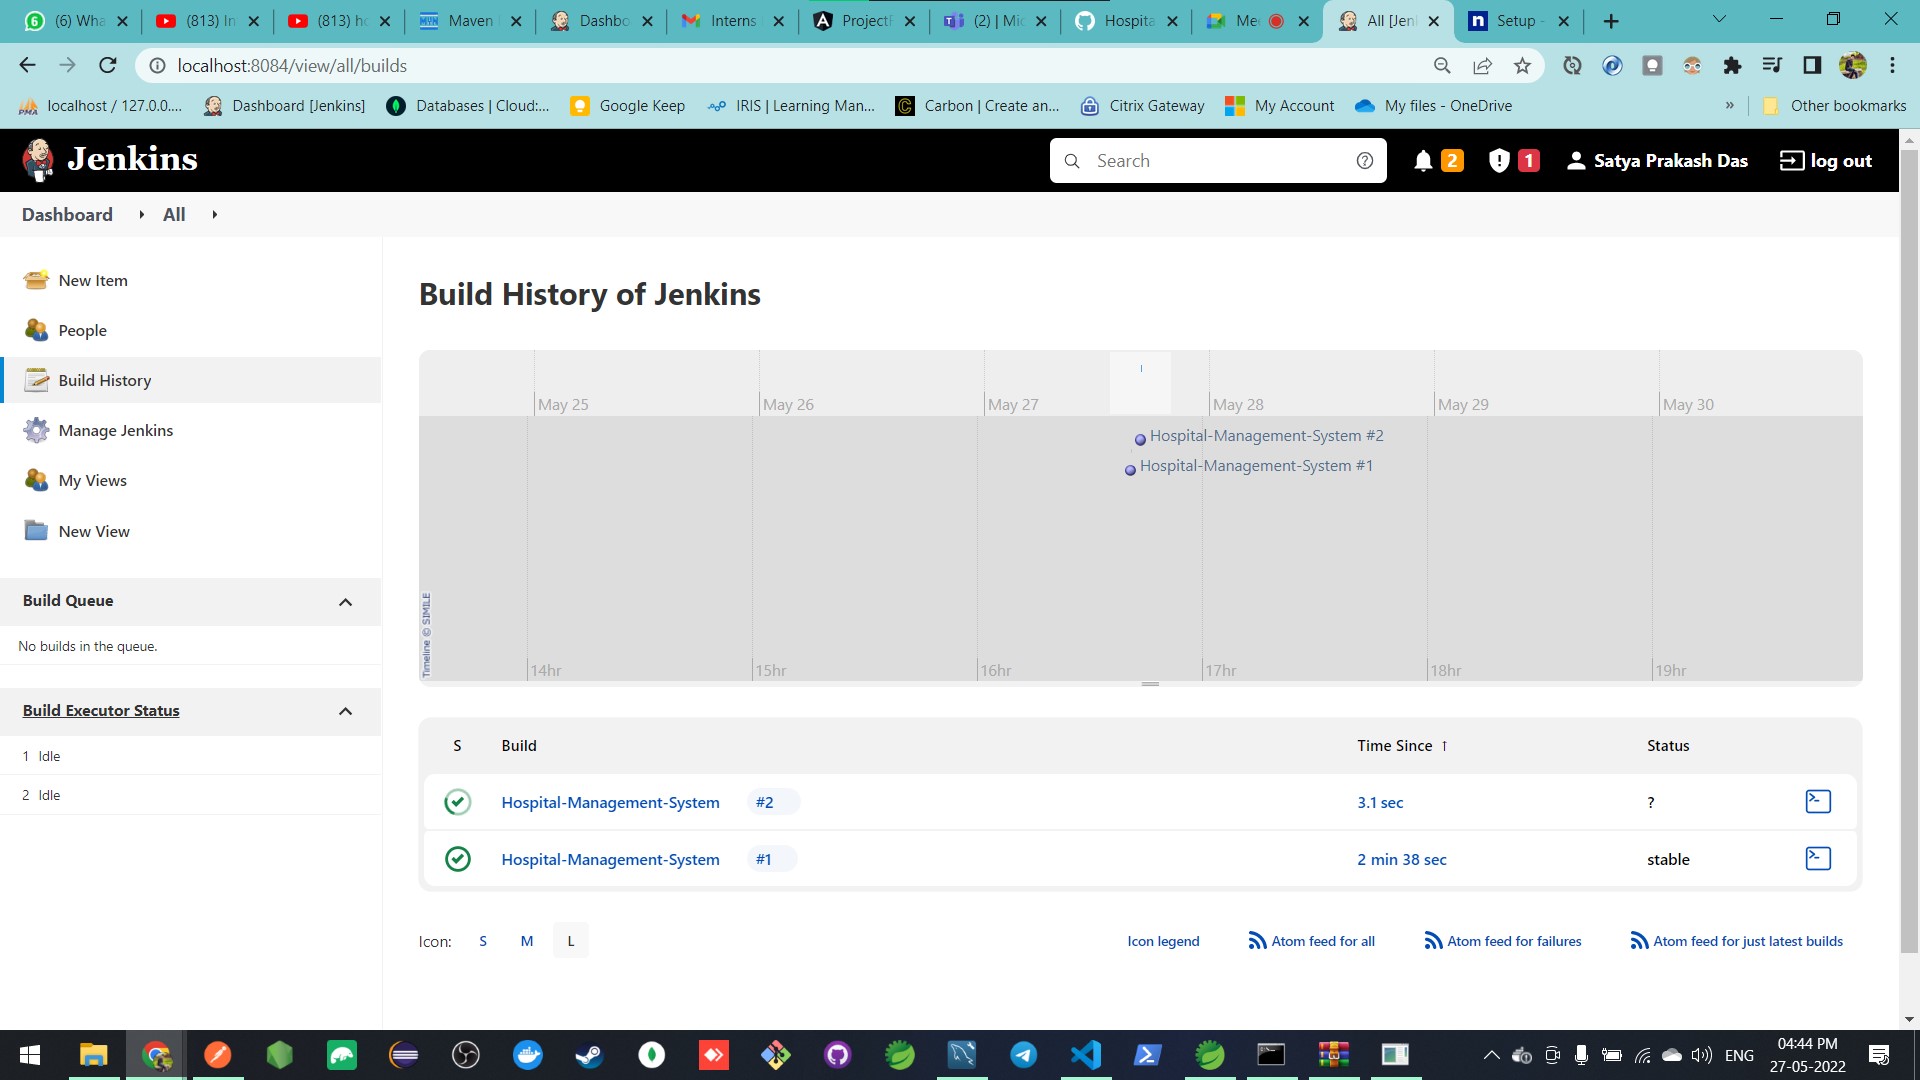 (6) Wha
(813) In
(813) ho
Maven
Dashbo
Interns
ProjectF
(2) | Mic
Hospita
Mee
All [Jenk
Setup -
localhost:8084/view/all/builds
localhost / 127.0.0....
Dashboard [Jenkins]
Databases | Cloud:...
Google Keep
IRIS | Learning Man...
Carbon | Create an...
Citrix Gateway
My Account
My files - OneDrive
»
Other bookmarks
Jenkins
Search
2
1
Satya Prakash Das
log out
Dashboard
All
New Item
People
Build History
Manage Jenkins
My Views
New View
Build Queue
No builds in the queue.
Build Executor Status
1 Idle
2 Idle
Build History of Jenkins
May 25
May 26
May 27
May 28
May 29
May 30
Hospital-Management-System #2
Hospital-Management-System #1
Timeline © SIMILE
14hr
15hr
16hr
17hr
18hr
19hr
S Build Time Since ↑ Status
Hospital-Management-System #2 3.1 sec ?
Hospital-Management-System #1 2 min 38 sec stable
Icon: S M L
Icon legend
Atom feed for all
Atom feed for failures
Atom feed for just latest builds
ENG
04:44 PM
27-05-2022